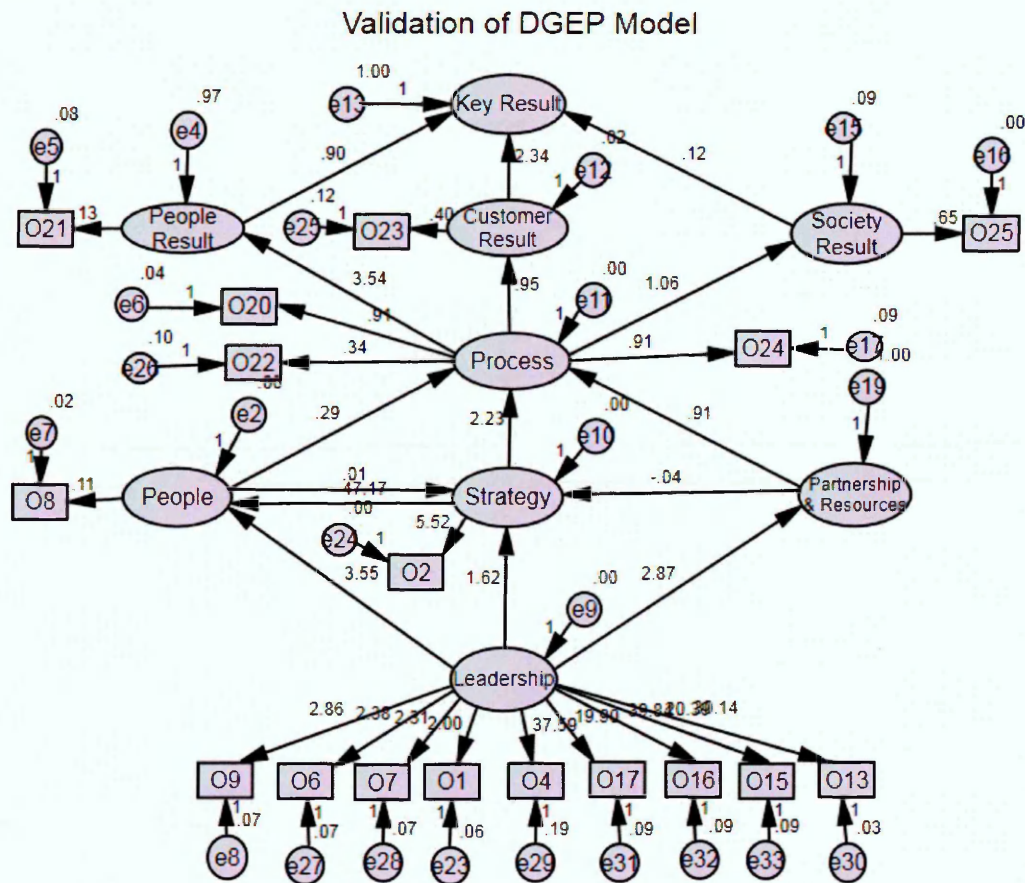 Validation of DGEP Model
1.00
e13
1
Key Result
.97
e4
1
.08
e5
1
.09
e15
1
.00
e16
1
.90
2.34
.02
e12
1
.12
O21
.13
People
Result
.12
e25
1
O23
.40
Customer
Result
Society
Result
.65
O25
3.54
.95
1.06
.04
e6
1
O20
.91
.00
e11
1
.10
e26
1
O22
.34
Process
.91
O24
1
.09
e17
1.00
e19
1
.02
e7
1
.00
e2
1
.29
2.23
.00
e10
1
.91
O8
.11
People
.01
47.17
.00
Strategy
-.04
Partnership
& Resources
5.52
e24
1
O2
3.55
1.62
2.87
.00
e9
1
Leadership
2.86
2.38
2.31
2.00
37.59
19.90
39.84
20.39
30.14
O9
O6
O7
O1
O4
O17
O16
O15
O13
1
1
1
1
1
1
1
1
1
.07
.07
.07
.06
.19
.09
.09
.09
.03
e8
e27
e28
e23
e29
e31
e32
e33
e30